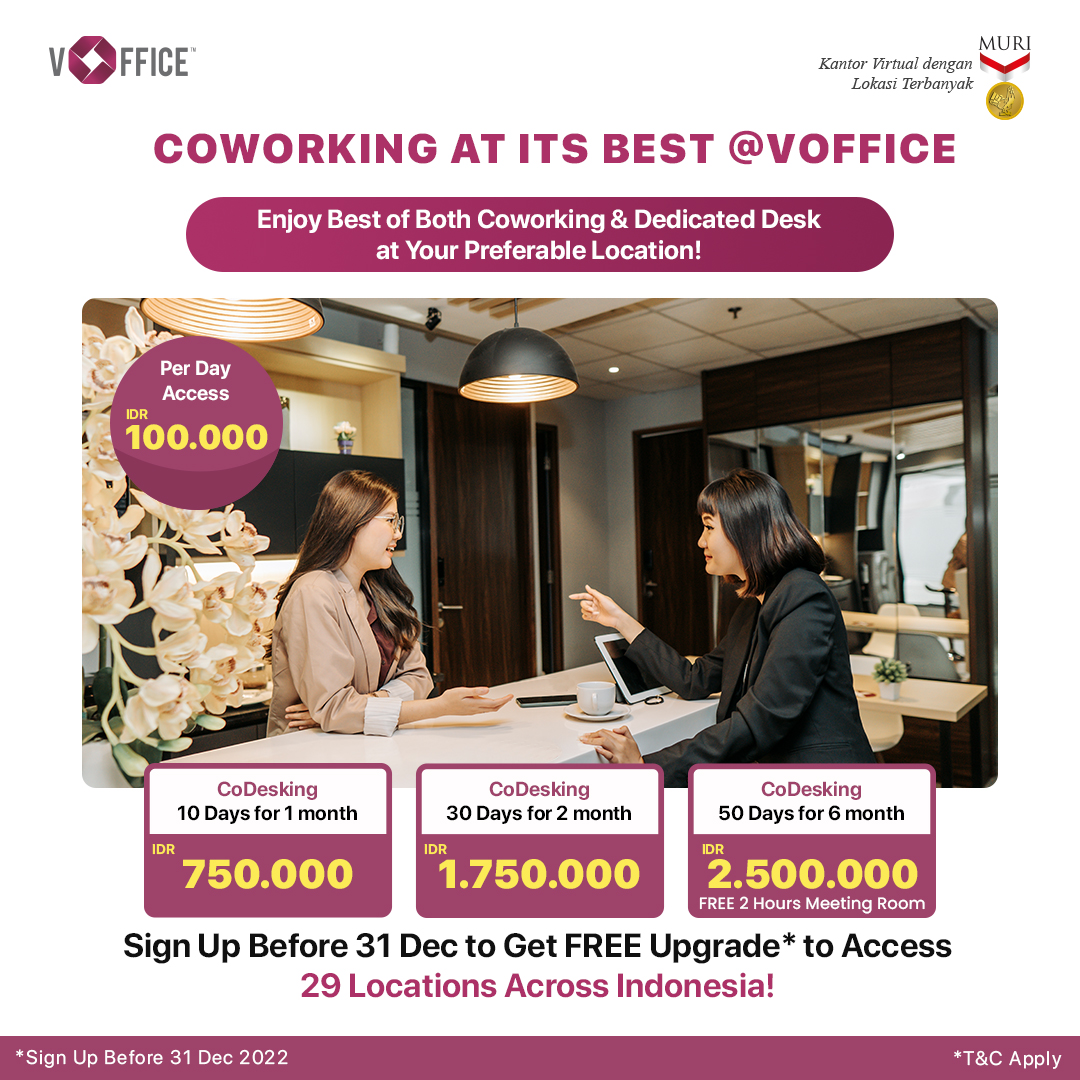 VOFFICE™
MURI
Kantor Virtual dengan
Lokasi Terbanyak
COWORKING AT ITS BEST @VOFFICE
Enjoy Best of Both Coworking & Dedicated Desk
at Your Preferable Location!
Per Day
Access
IDR
100.000
CoDesking
10 Days for 1 month
IDR
750.000
CoDesking
30 Days for 2 month
IDR
1.750.000
CoDesking
50 Days for 6 month
IDR
2.500.000
FREE 2 Hours Meeting Room
Sign Up Before 31 Dec to Get FREE Upgrade* to Access
29 Locations Across Indonesia!
*Sign Up Before 31 Dec 2022
*T&C Apply